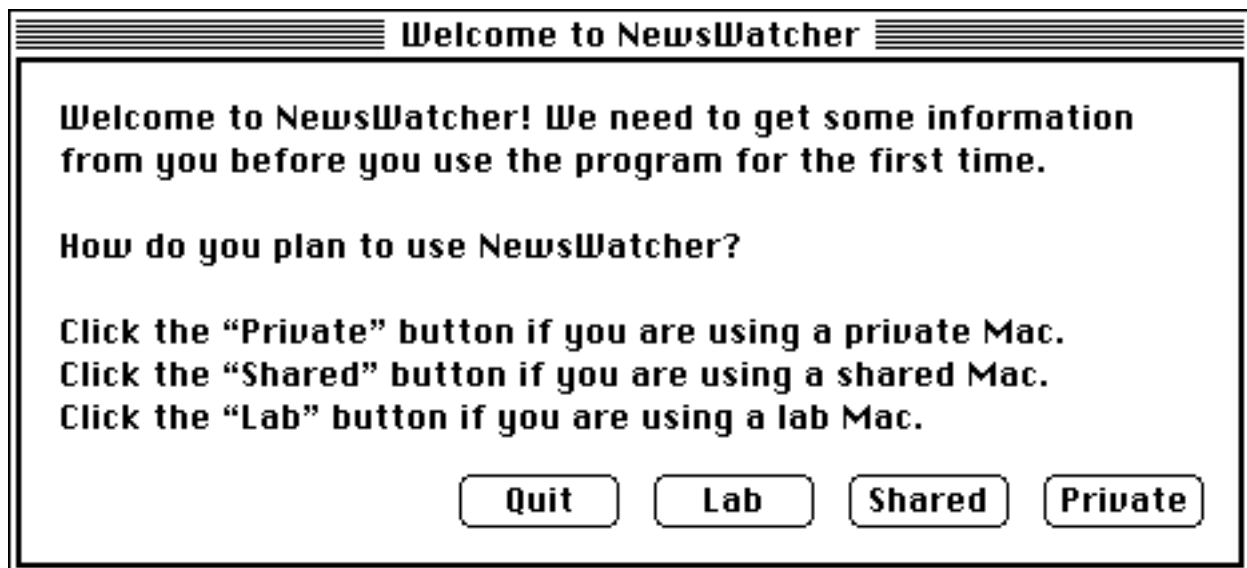 Welcome to NewsWatcher
Welcome to NewsWatcher! We need to get some information
from you before you use the program for the first time.
How do you plan to use NewsWatcher?
Click the “Private” button if you are using a private Mac.
Click the “Shared” button if you are using a shared Mac.
Click the “Lab” button if you are using a lab Mac.
Quit Lab Shared Private